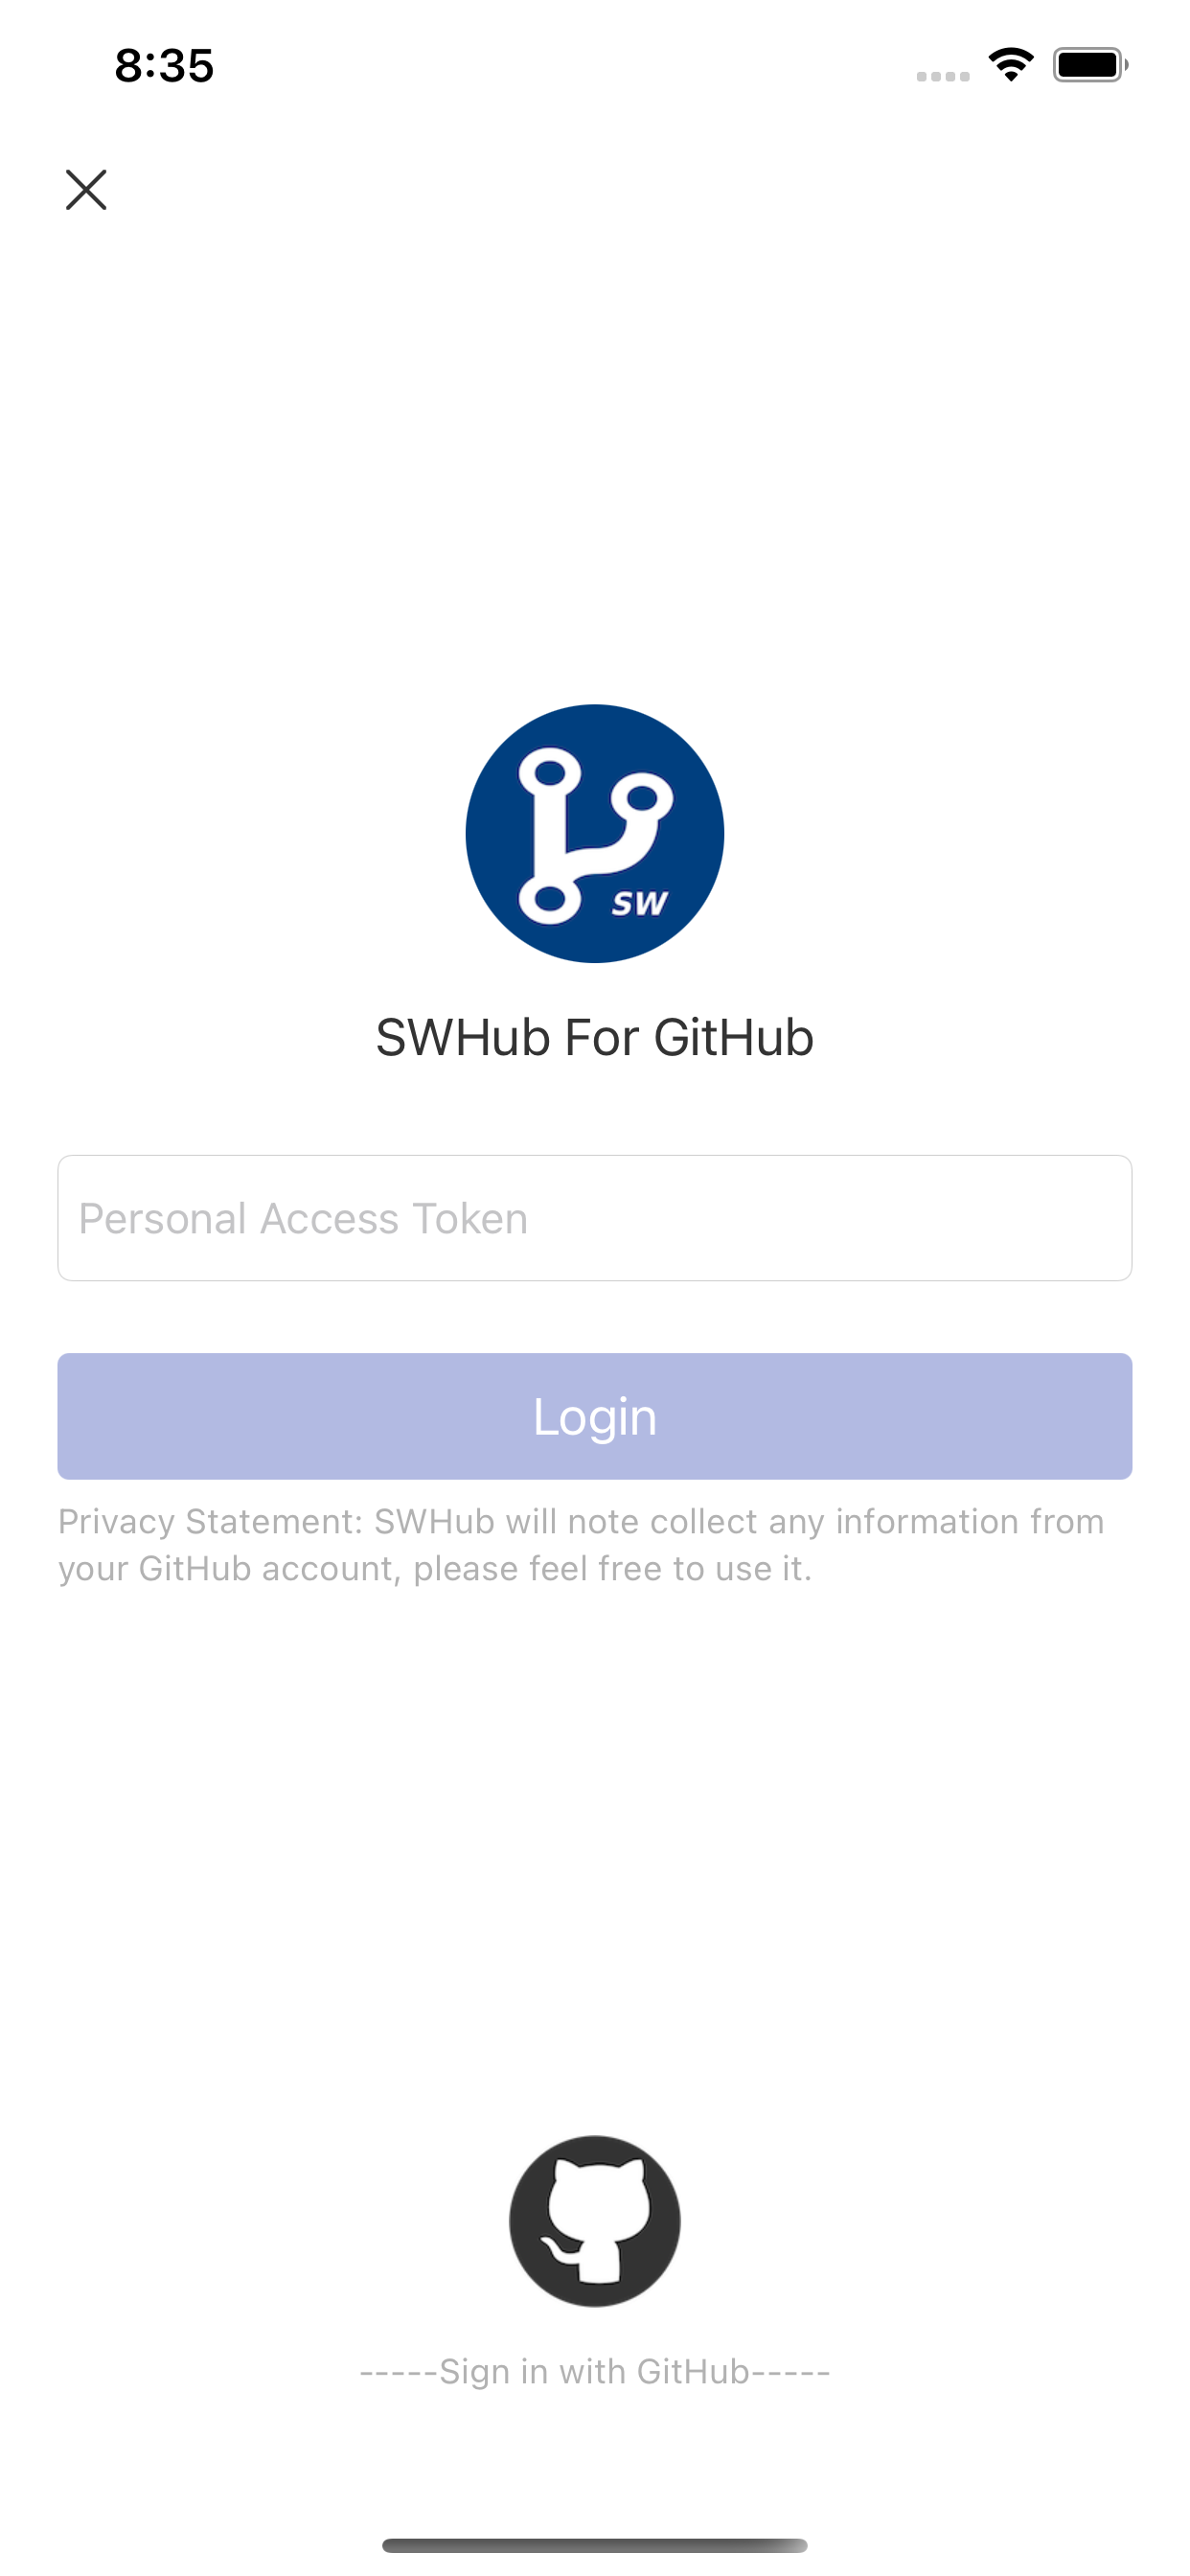 8:35
SW
SWHub For GitHub
Personal Access Token
Login
Privacy Statement: SWHub will note collect any information from
your GitHub account, please feel free to use it.
-----Sign in with GitHub-----